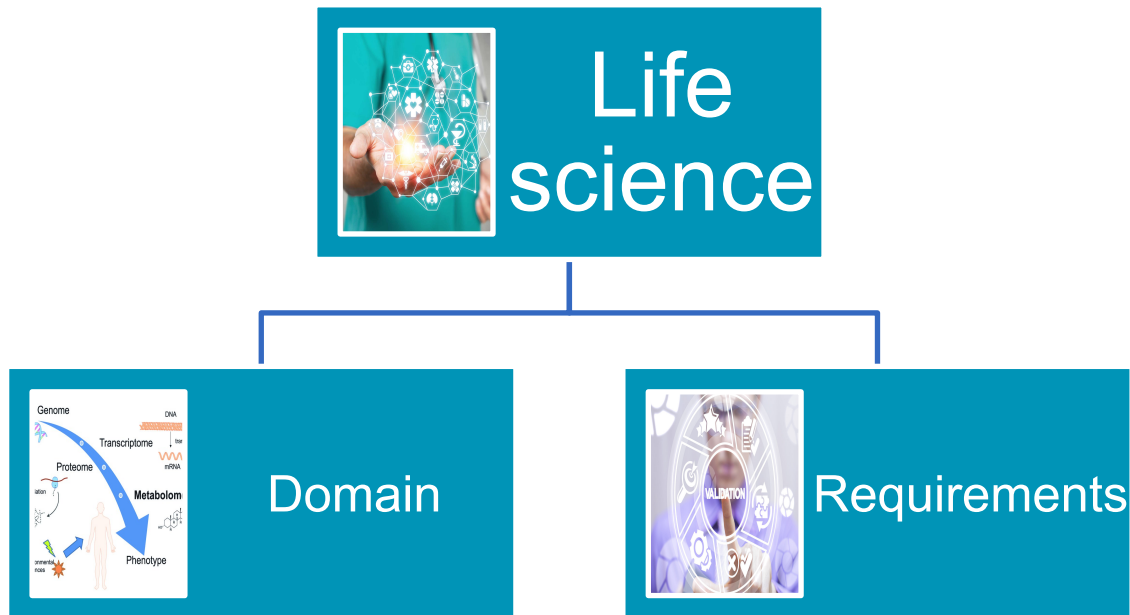 Life
science
Genome
DNA
Transcriptome
Proteome
mRNA
Metabolom
Phenotype
Domain
VALIDATION
Requirements